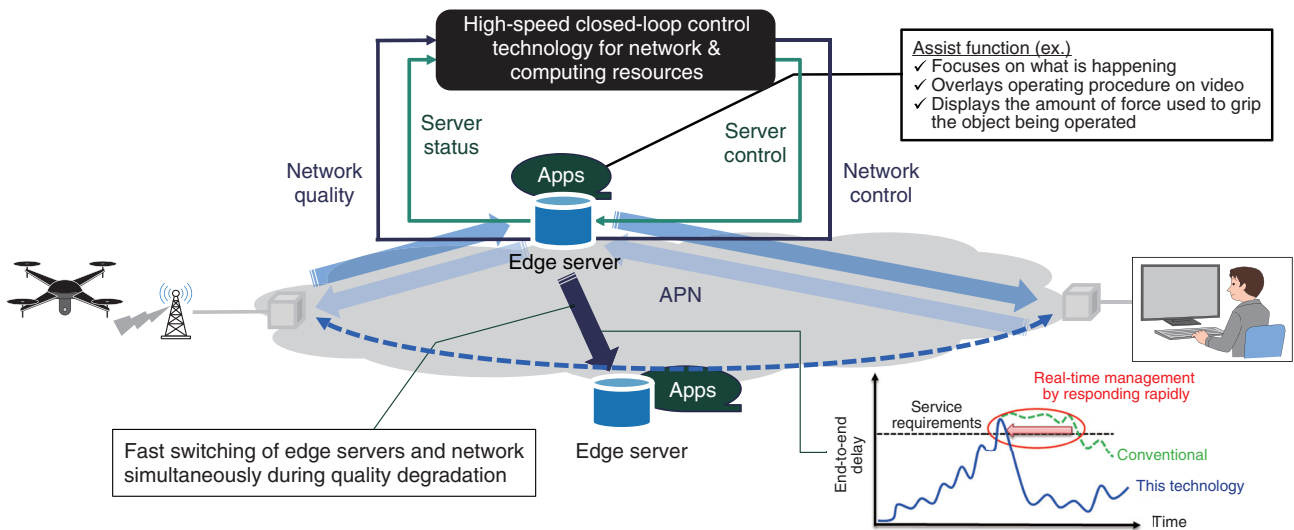 High-speed closed-loop control
technology for network &
computing resources
Assist function (ex.)
✓ Focuses on what is happening
✓ Overlays operating procedure on video
✓ Displays the amount of force used to grip
the object being operated
Server
status
Server
control
Network
quality
Apps
Network
control
Edge server
APN
Apps
Edge server
Fast switching of edge servers and network
simultaneously during quality degradation
Real-time management
by responding rapidly
Service
requirements
End-to-end
delay
Conventional
This technology
Time